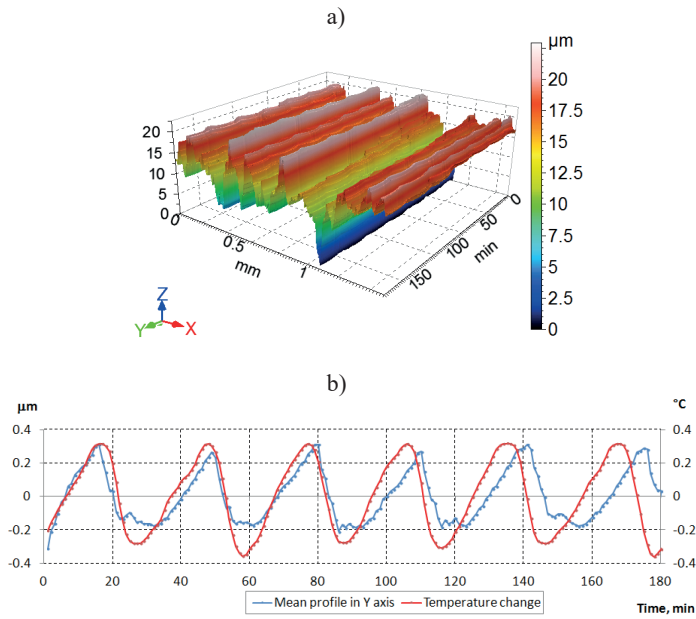 a)
µm
20
17.5
15
12.5
10
7.5
5
2.5
0
20
15
10
5
0
0
0.5
1
mm
0
50
100
150
min
Z
Y
X
b)
µm
°C
0.4
0.2
0
-0.2
-0.4
0.4
0.2
0
-0.2
-0.4
0 20 40 60 80 100 120 140 160 180
Mean profile in Y axis Temperature change
Time, min